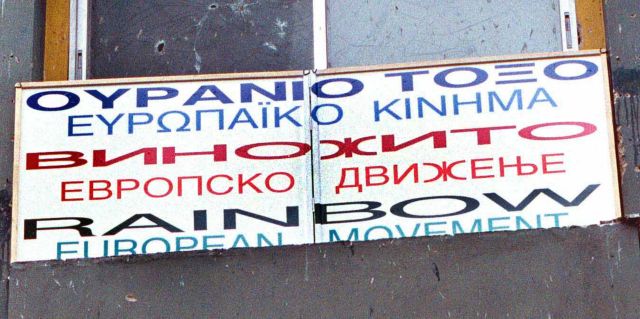 ΟΥΡΑΝΙΟ ΤΟΞΟ
ΕΥΡΩΠΑΪΚΟ ΚΙΝΗΜΑ
ВИНОЖИТО
ЕВРОПСКО ДВИЖЕЊЕ
RAINBOW
EUROPEAN MOVEMENT